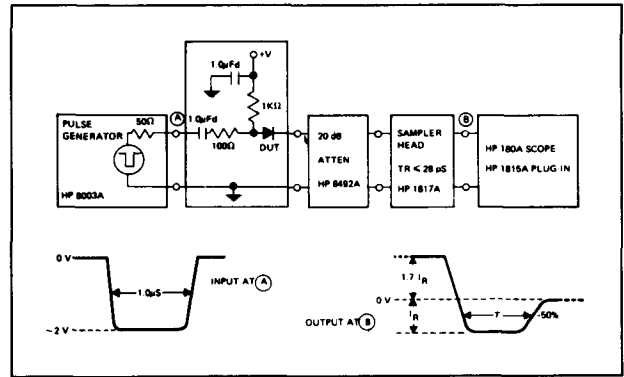 +V
1.0μFd
PULSE
GENERATOR
50Ω
A
1.0μFd
1KΩ
100Ω
DUT
HP 8003A
20 dB
ATTEN
HP 8492A
SAMPLER
HEAD
TR ≤ 28 pS
HP 1817A
B
HP 180A SCOPE
HP 1815A PLUG IN
0 V
1.0μS
INPUT AT A
~2 V
1.7 IR
0 V
IR
T
-50%
OUTPUT AT B